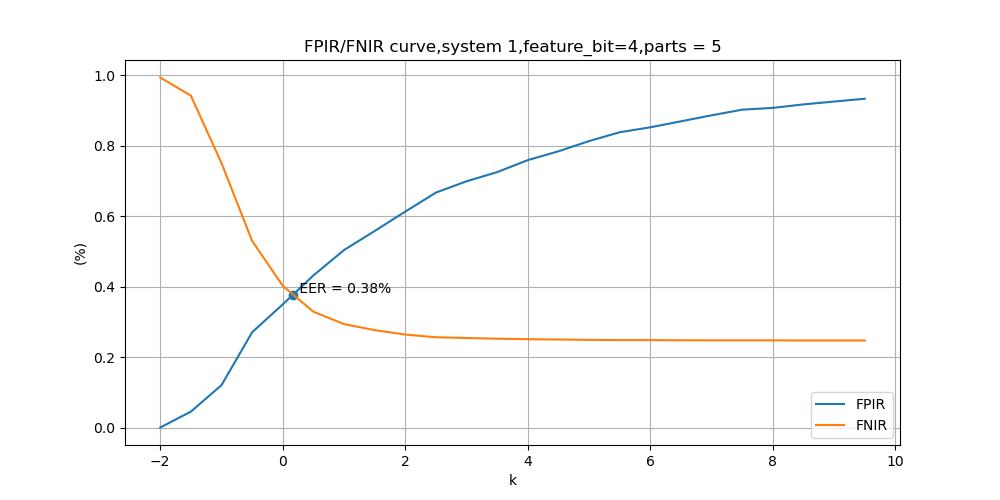 FPIR/FNIR curve,system 1,feature_bit=4,parts = 5
(%)
1.0
0.8
0.6
0.4
0.2
0.0
EER = 0.38%
−2
0
2
4
6
8
10
k
FPIR
FNIR